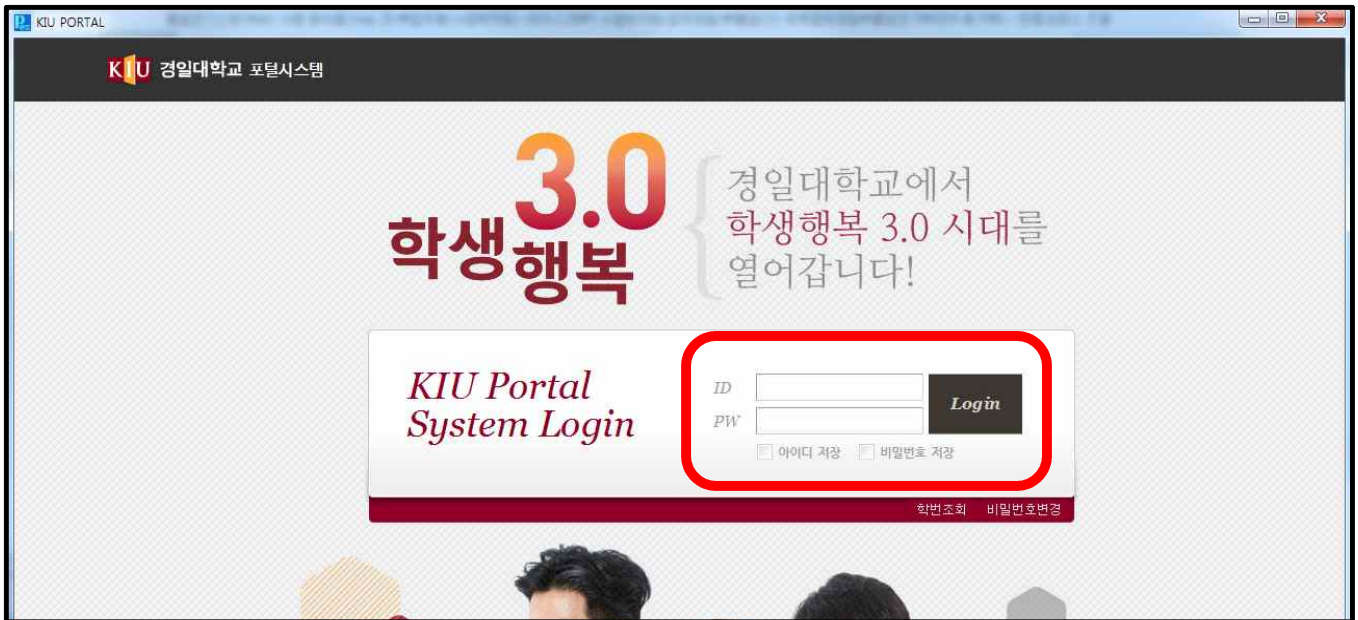 KIU PORTAL
KIU 경일대학교 포털시스템
3.0
학생행복
경일대학교에서
학생행복 3.0 시대를
열어갑니다!
KIU Portal
System Login
ID
PW
Login
아이디 저장 비밀번호 저장
학번조회 비밀번호변경